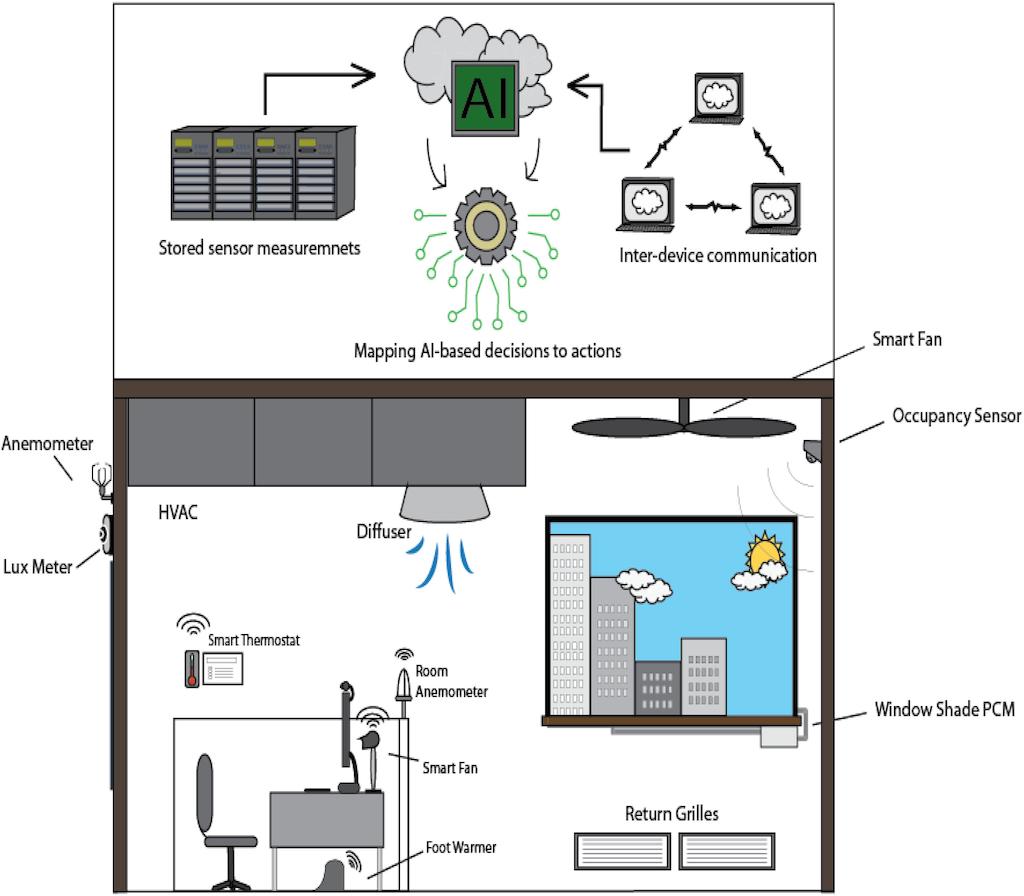 AI
Stored sensor measuremnets
Inter-device communication
Mapping AI-based decisions to actions
Smart Fan
Occupancy Sensor
Anemometer
HVAC
Diffuser
Lux Meter
Smart Thermostat
Room
Anemometer
Window Shade PCM
Smart Fan
Return Grilles
Foot Warmer